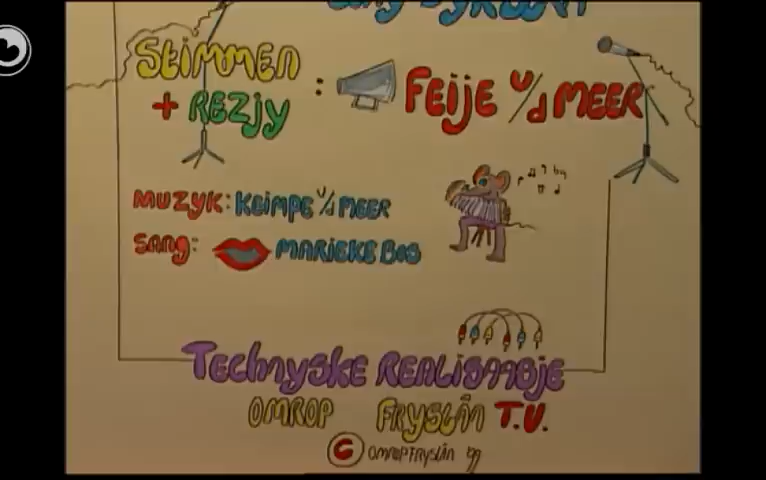 STIMMEN
+ REZJY : FEIJE v/d MEER
MUZYK: KEIMPE v/d MEER
SANG: MARIEKE BOS
TECHNYSKE REALISAASJE
OMROP FRYSLÂN T.V.
C OMROP FRYSLÂN '99